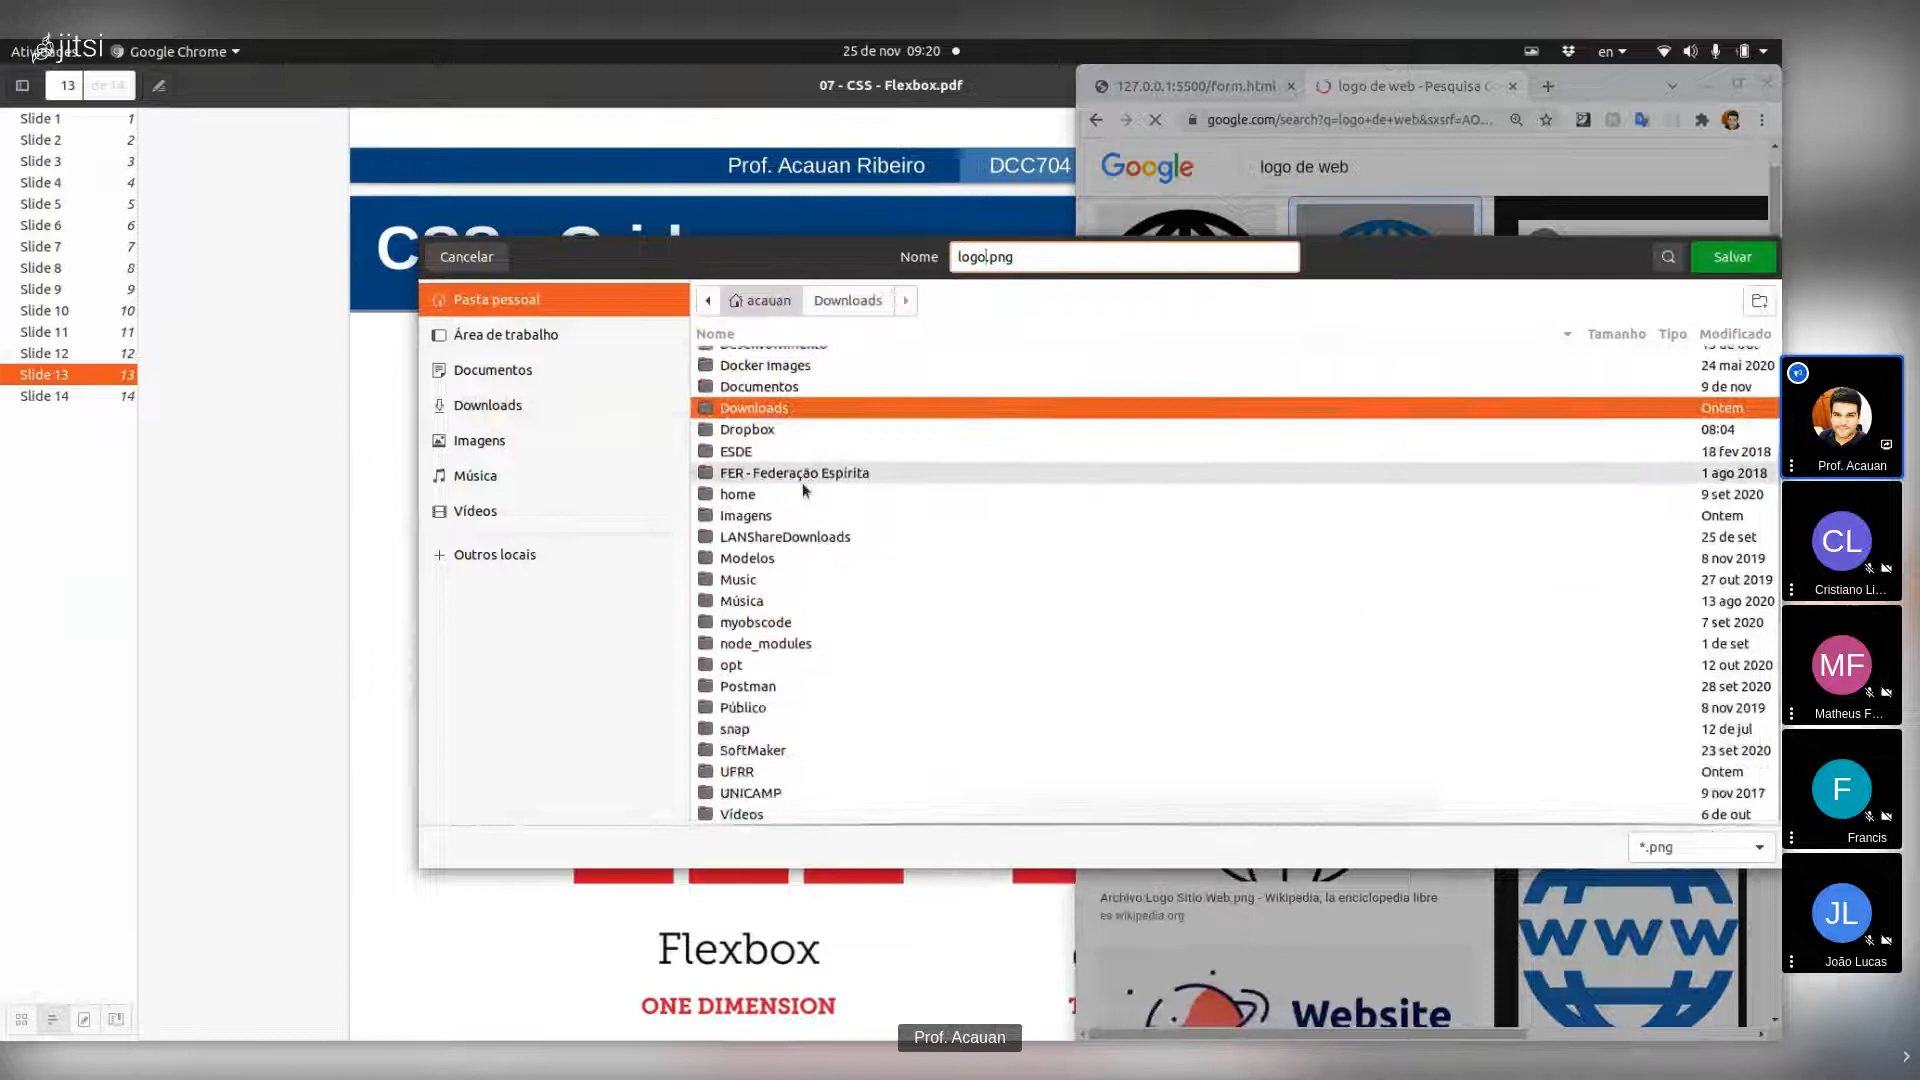 jitsi
Google Chrome
25 de nov 09:20
en
13
de 14
07 - CSS - Flexbox.pdf
127.0.0.1:5500/form.html
logo de web - Pesquisa
google.com/search?q=logo+de+web&sxsrf=AO...
Google
logo de web
Slide 1 1
Slide 2 2
Slide 3 3
Slide 4 4
Slide 5 5
Slide 6 6
Slide 7 7
Slide 8 8
Slide 9 9
Slide 10 10
Slide 11 11
Slide 12 12
Slide 13 13
Slide 14 14
Prof. Acauan Ribeiro
DCC704
Cancelar
Nome
logo.png
Salvar
Pasta pessoal
Área de trabalho
Documentos
Downloads
Imagens
Música
Vídeos
Outros locais
acauan
Downloads
Nome Tamanho Tipo Modificado
Docker Images 24 mai 2020
Documentos 9 de nov
Downloads Ontem
Dropbox 08:04
ESDE 18 fev 2018
FER - Federação Espírita 1 ago 2018
home 9 set 2020
Imagens Ontem
LANShareDownloads 25 de set
Modelos 8 nov 2019
Music 27 out 2019
Música 13 ago 2020
myobscode 7 set 2020
node_modules 1 de set
opt 12 out 2020
Postman 28 set 2020
Público 8 nov 2019
snap 12 de jul
SoftMaker 23 set 2020
UFRR Ontem
UNICAMP 9 nov 2017
Vídeos 6 de out
*.png
Flexbox
ONE DIMENSION
Archivo:Logo Sitio Web.png - Wikipedia, la enciclopedia libre
es.wikipedia.org
Website
WWW
Prof. Acauan
CL
Cristiano Li...
MF
Matheus F...
F
Francis
JL
João Lucas
Prof. Acauan